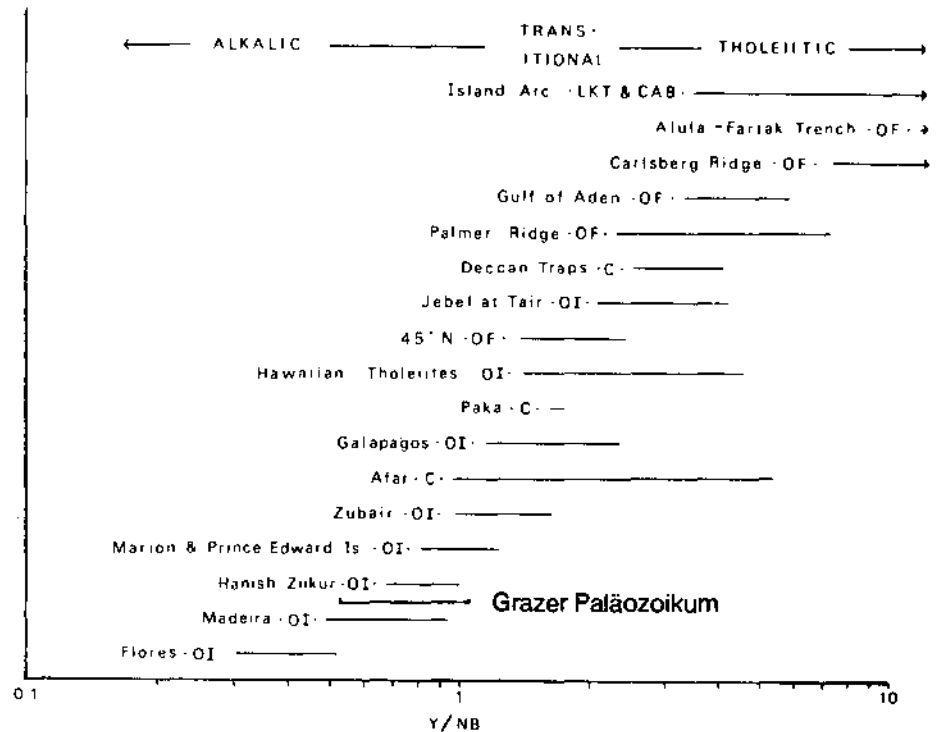 ALKALIC TRANS- THOLEIITIC
ITIONAL
Island Arc ·LKT & CAB·
Alula-Fartak Trench ·OF·
Carlsberg Ridge ·OF·
Gulf of Aden ·OF·
Palmer Ridge ·OF·
Deccan Traps ·C·
Jebel at Tair ·OI·
45°N ·OF·
Hawaiian Tholeiites OI·
Paka ·C·
Galapagos ·OI·
Afar ·C·
Zubair ·OI·
Marion & Prince Edward Is ·OI·
Hanish Zukur ·OI·
Grazer Paläozoikum
Madeira ·OI·
Flores ·OI
0.1 1 10
Y/NB